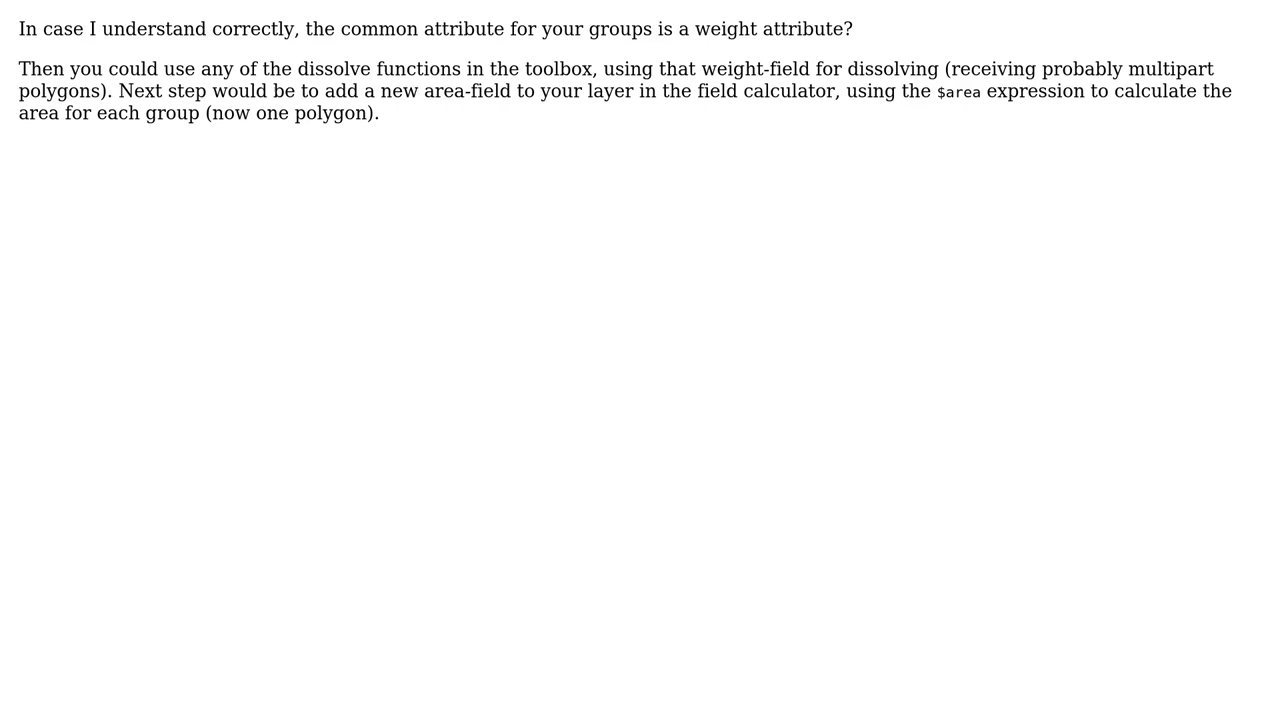 In case I understand correctly, the common attribute for your groups is a weight attribute?
Then you could use any of the dissolve functions in the toolbox, using that weight-field for dissolving (receiving probably multipart
polygons). Next step would be to add a new area-field to your layer in the field calculator, using the $area expression to calculate the
area for each group (now one polygon).